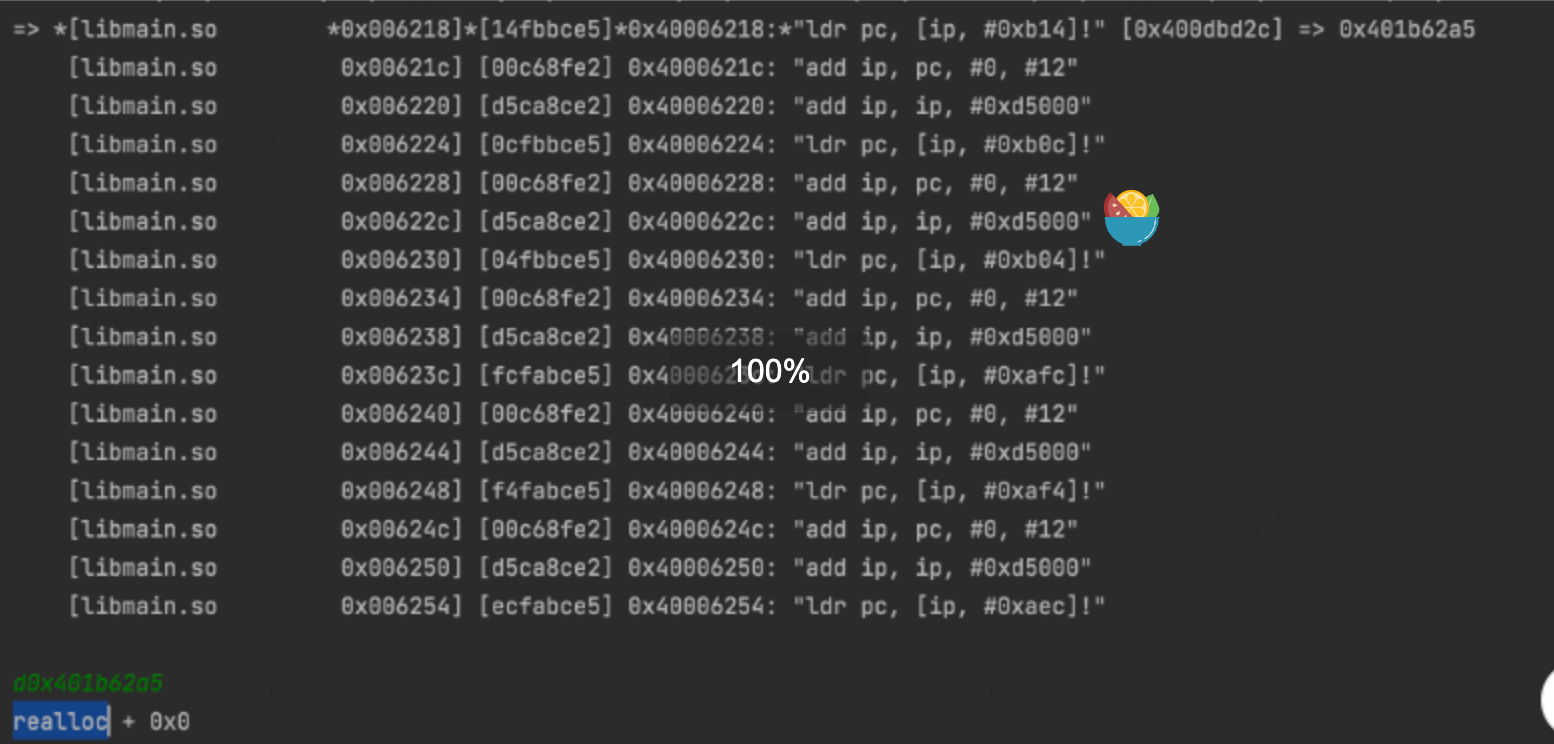 => *[libmain.so *0x006218]*[14fbbce5]*0x40006218:*"ldr pc, [ip, #0xb14]!" [0x400dbd2c] => 0x401b62a5
[libmain.so 0x00621c] [00c68fe2] 0x4000621c: "add ip, pc, #0, #12"
[libmain.so 0x006220] [d5ca8ce2] 0x40006220: "add ip, ip, #0xd5000"
[libmain.so 0x006224] [0cfbbce5] 0x40006224: "ldr pc, [ip, #0xb0c]!"
[libmain.so 0x006228] [00c68fe2] 0x40006228: "add ip, pc, #0, #12"
[libmain.so 0x00622c] [d5ca8ce2] 0x4000622c: "add ip, ip, #0xd5000"
[libmain.so 0x006230] [04fbbce5] 0x40006230: "ldr pc, [ip, #0xb04]!"
[libmain.so 0x006234] [00c68fe2] 0x40006234: "add ip, pc, #0, #12"
[libmain.so 0x006238] [d5ca8ce2] 0x40006238: "add ip, ip, #0xd5000"
[libmain.so 0x00623c] [fcfabce5] "ldr pc, [ip, #0xafc]!"
100%
[libmain.so 0x006240] [00c68fe2] 0x40006240: "add ip, pc, #0, #12"
[libmain.so 0x006244] [d5ca8ce2] 0x40006244: "add ip, ip, #0xd5000"
[libmain.so 0x006248] [f4fabce5] 0x40006248: "ldr pc, [ip, #0xaf4]!"
[libmain.so 0x00624c] [00c68fe2] 0x4000624c: "add ip, pc, #0, #12"
[libmain.so 0x006250] [d5ca8ce2] 0x40006250: "add ip, ip, #0xd5000"
[libmain.so 0x006254] [ecfabce5] 0x40006254: "ldr pc, [ip, #0xaec]!"
d0x401b62a5
realloc + 0x0